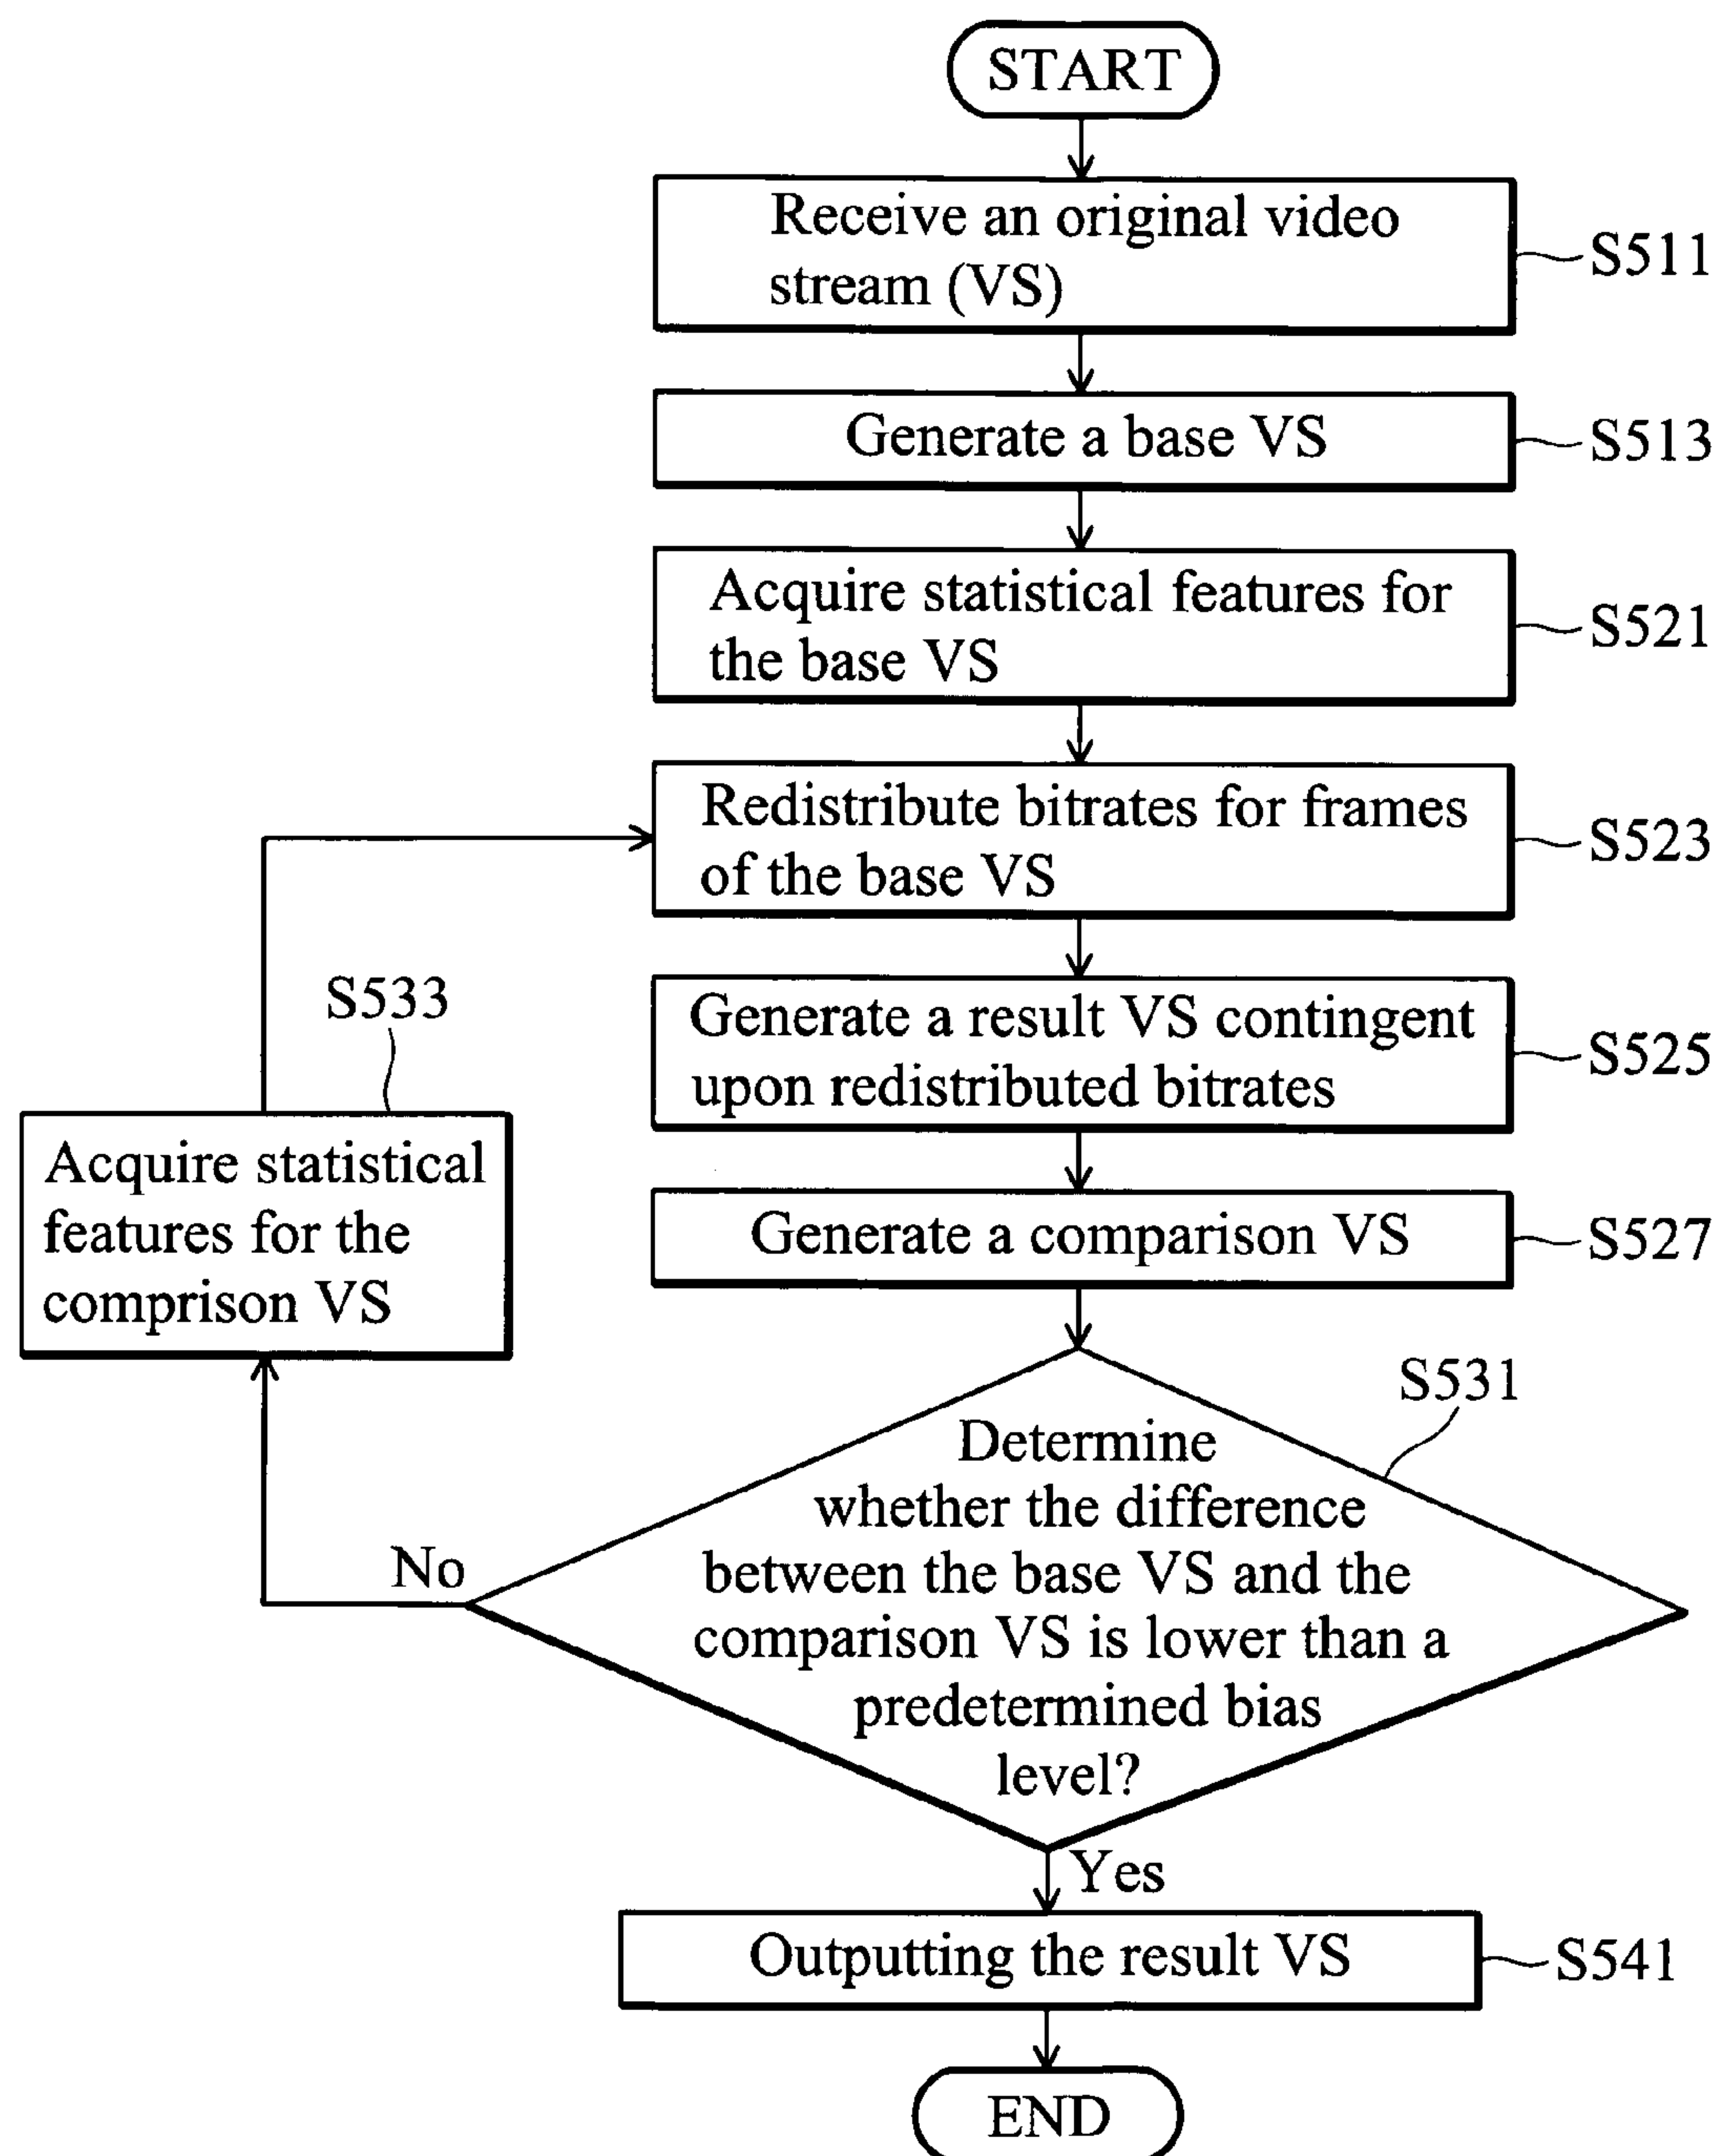 START
Receive an original video
stream (VS)
S511
Generate a base VS
S513
Acquire statistical features for
the base VS
S521
Redistribute bitrates for frames
of the base VS
S523
S533
Generate a result VS contingent
upon redistributed bitrates
S525
Acquire statistical
features for the
comprison VS
Generate a comparison VS
S527
S531
Determine
whether the difference
between the base VS and the
comparison VS is lower than a
predetermined bias
level?
No
Yes
Outputting the result VS
S541
END